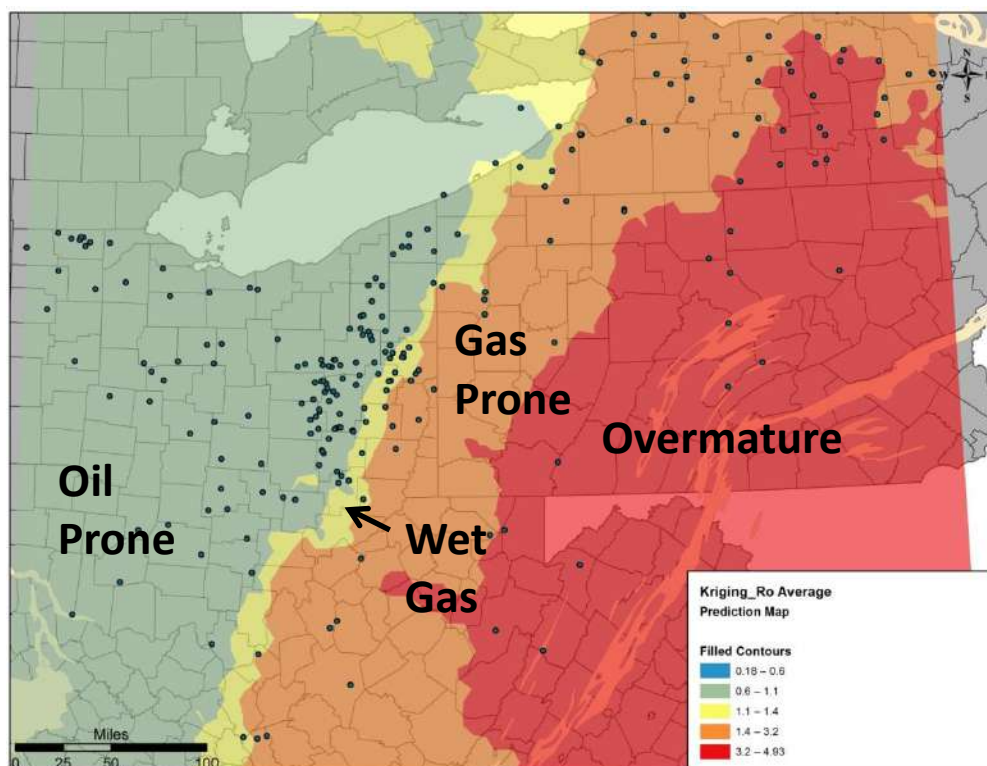 N
W
S
Gas
Prone
Overmature
Oil
Prone
Wet
Gas
Kriging_Ro Average
Prediction Map
Filled Contours
0.18 – 0.6
0.6 – 1.1
1.1 – 1.4
1.4 – 3.2
3.2 – 4.93
Miles
0 25 50 100